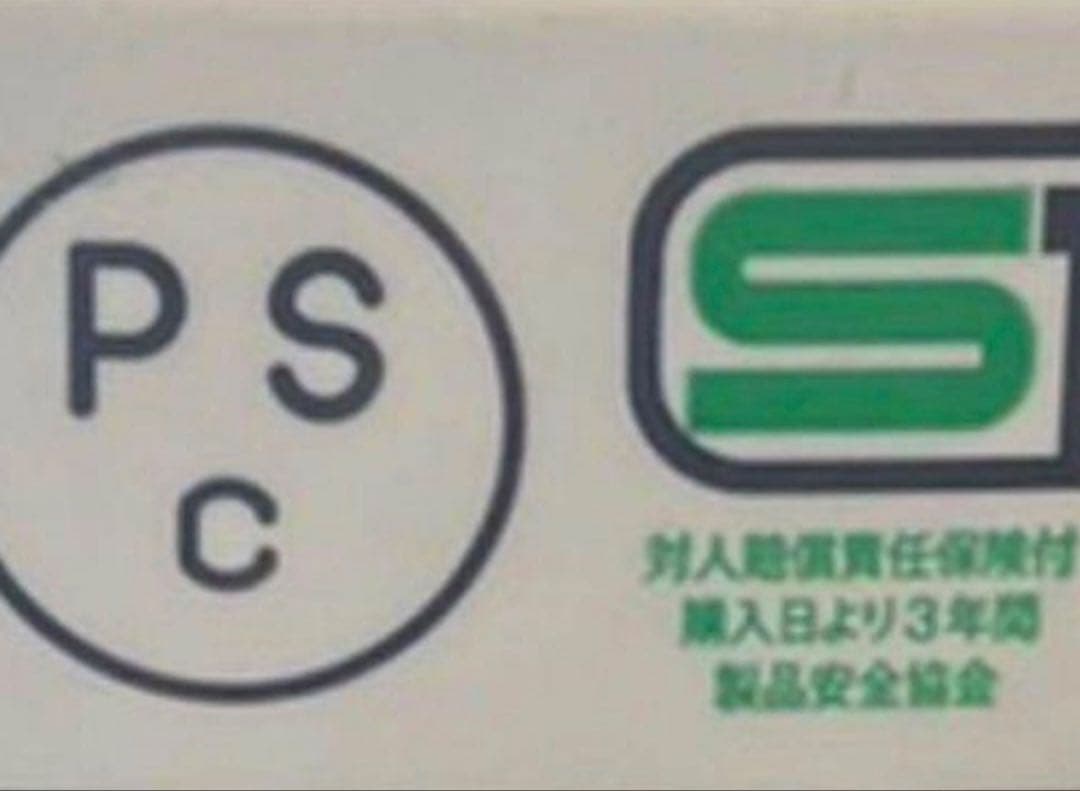 PS
C
S
対人賠償責任保険付
購入日より3年間
製品安全協会